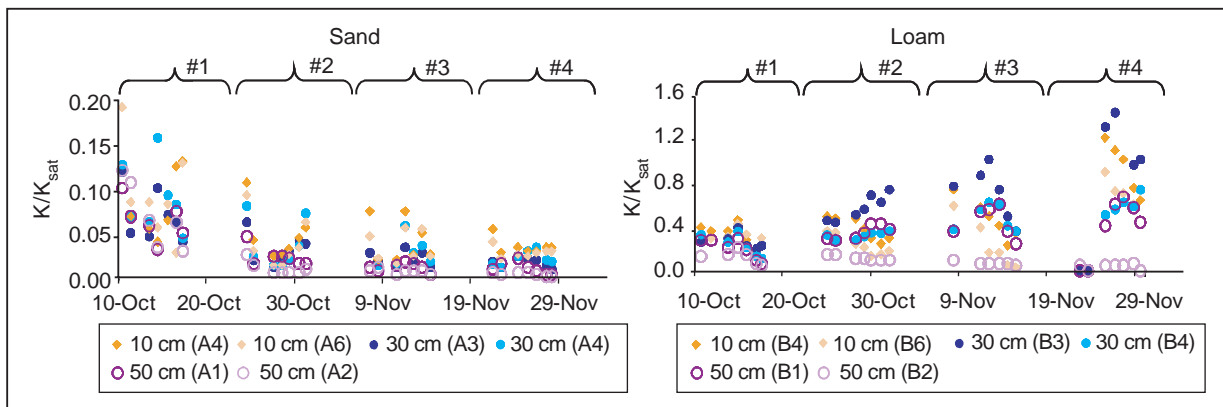 Sand
#1 #2 #3 #4
K/Ksat
0.20
0.15
0.10
0.05
0.00
10-Oct 20-Oct 30-Oct 9-Nov 19-Nov 29-Nov
10 cm (A4) 10 cm (A6) 30 cm (A3) 30 cm (A4)
50 cm (A1) 50 cm (A2)
Loam
#1 #2 #3 #4
K/Ksat
1.6
1.2
0.8
0.4
0.0
10-Oct 20-Oct 30-Oct 9-Nov 19-Nov 29-Nov
10 cm (B4) 10 cm (B6) 30 cm (B3) 30 cm (B4)
50 cm (B1) 50 cm (B2)